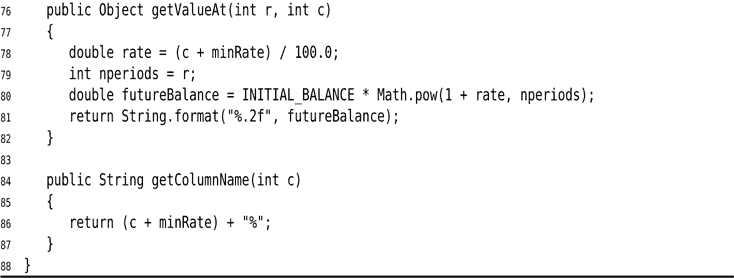 76 public Object getValueAt(int r, int c)
77 {
78 double rate = (c + minRate) / 100.0;
79 int nperiods = r;
80 double futureBalance = INITIAL_BALANCE * Math.pow(1 + rate, nperiods);
81 return String.format("%.2f", futureBalance);
82 }
83
84 public String getColumnName(int c)
85 {
86 return (c + minRate) + "%";
87 }
88 }